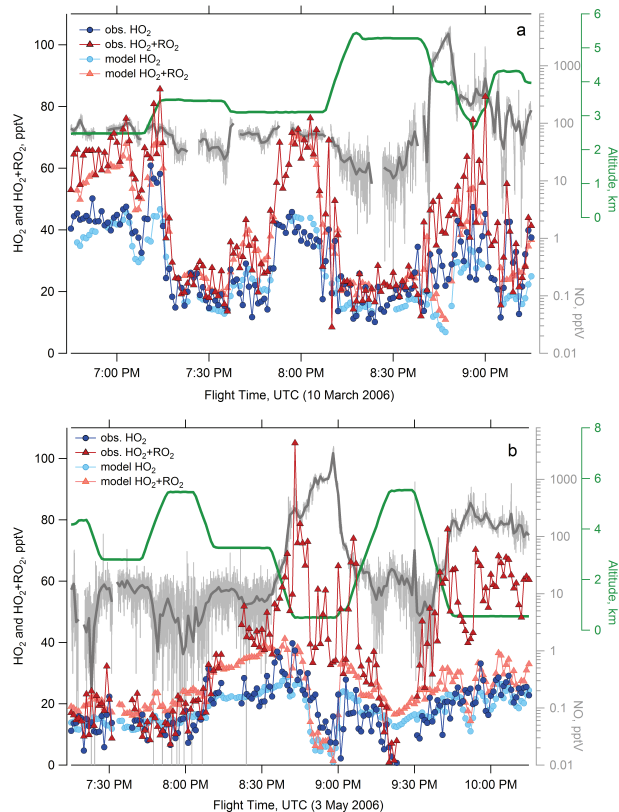 a
obs. HO2
obs. HO2+RO2
model HO2
model HO2+RO2
100
80
60
40
20
0
HO2 and HO2+RO2, pptV
6
5
4
3
2
1
0
Altitude, km
1000
100
10
1
0.1
0.01
NO, pptV
7:00 PM
7:30 PM
8:00 PM
8:30 PM
9:00 PM
Flight Time, UTC (10 March 2006)
b
obs. HO2
obs. HO2+RO2
model HO2
model HO2+RO2
100
80
60
40
20
0
HO2 and HO2+RO2, pptV
8
6
4
2
0
Altitude, km
1000
100
10
1
0.1
0.01
NO, pptV
7:30 PM
8:00 PM
8:30 PM
9:00 PM
9:30 PM
10:00 PM
Flight Time, UTC (3 May 2006)